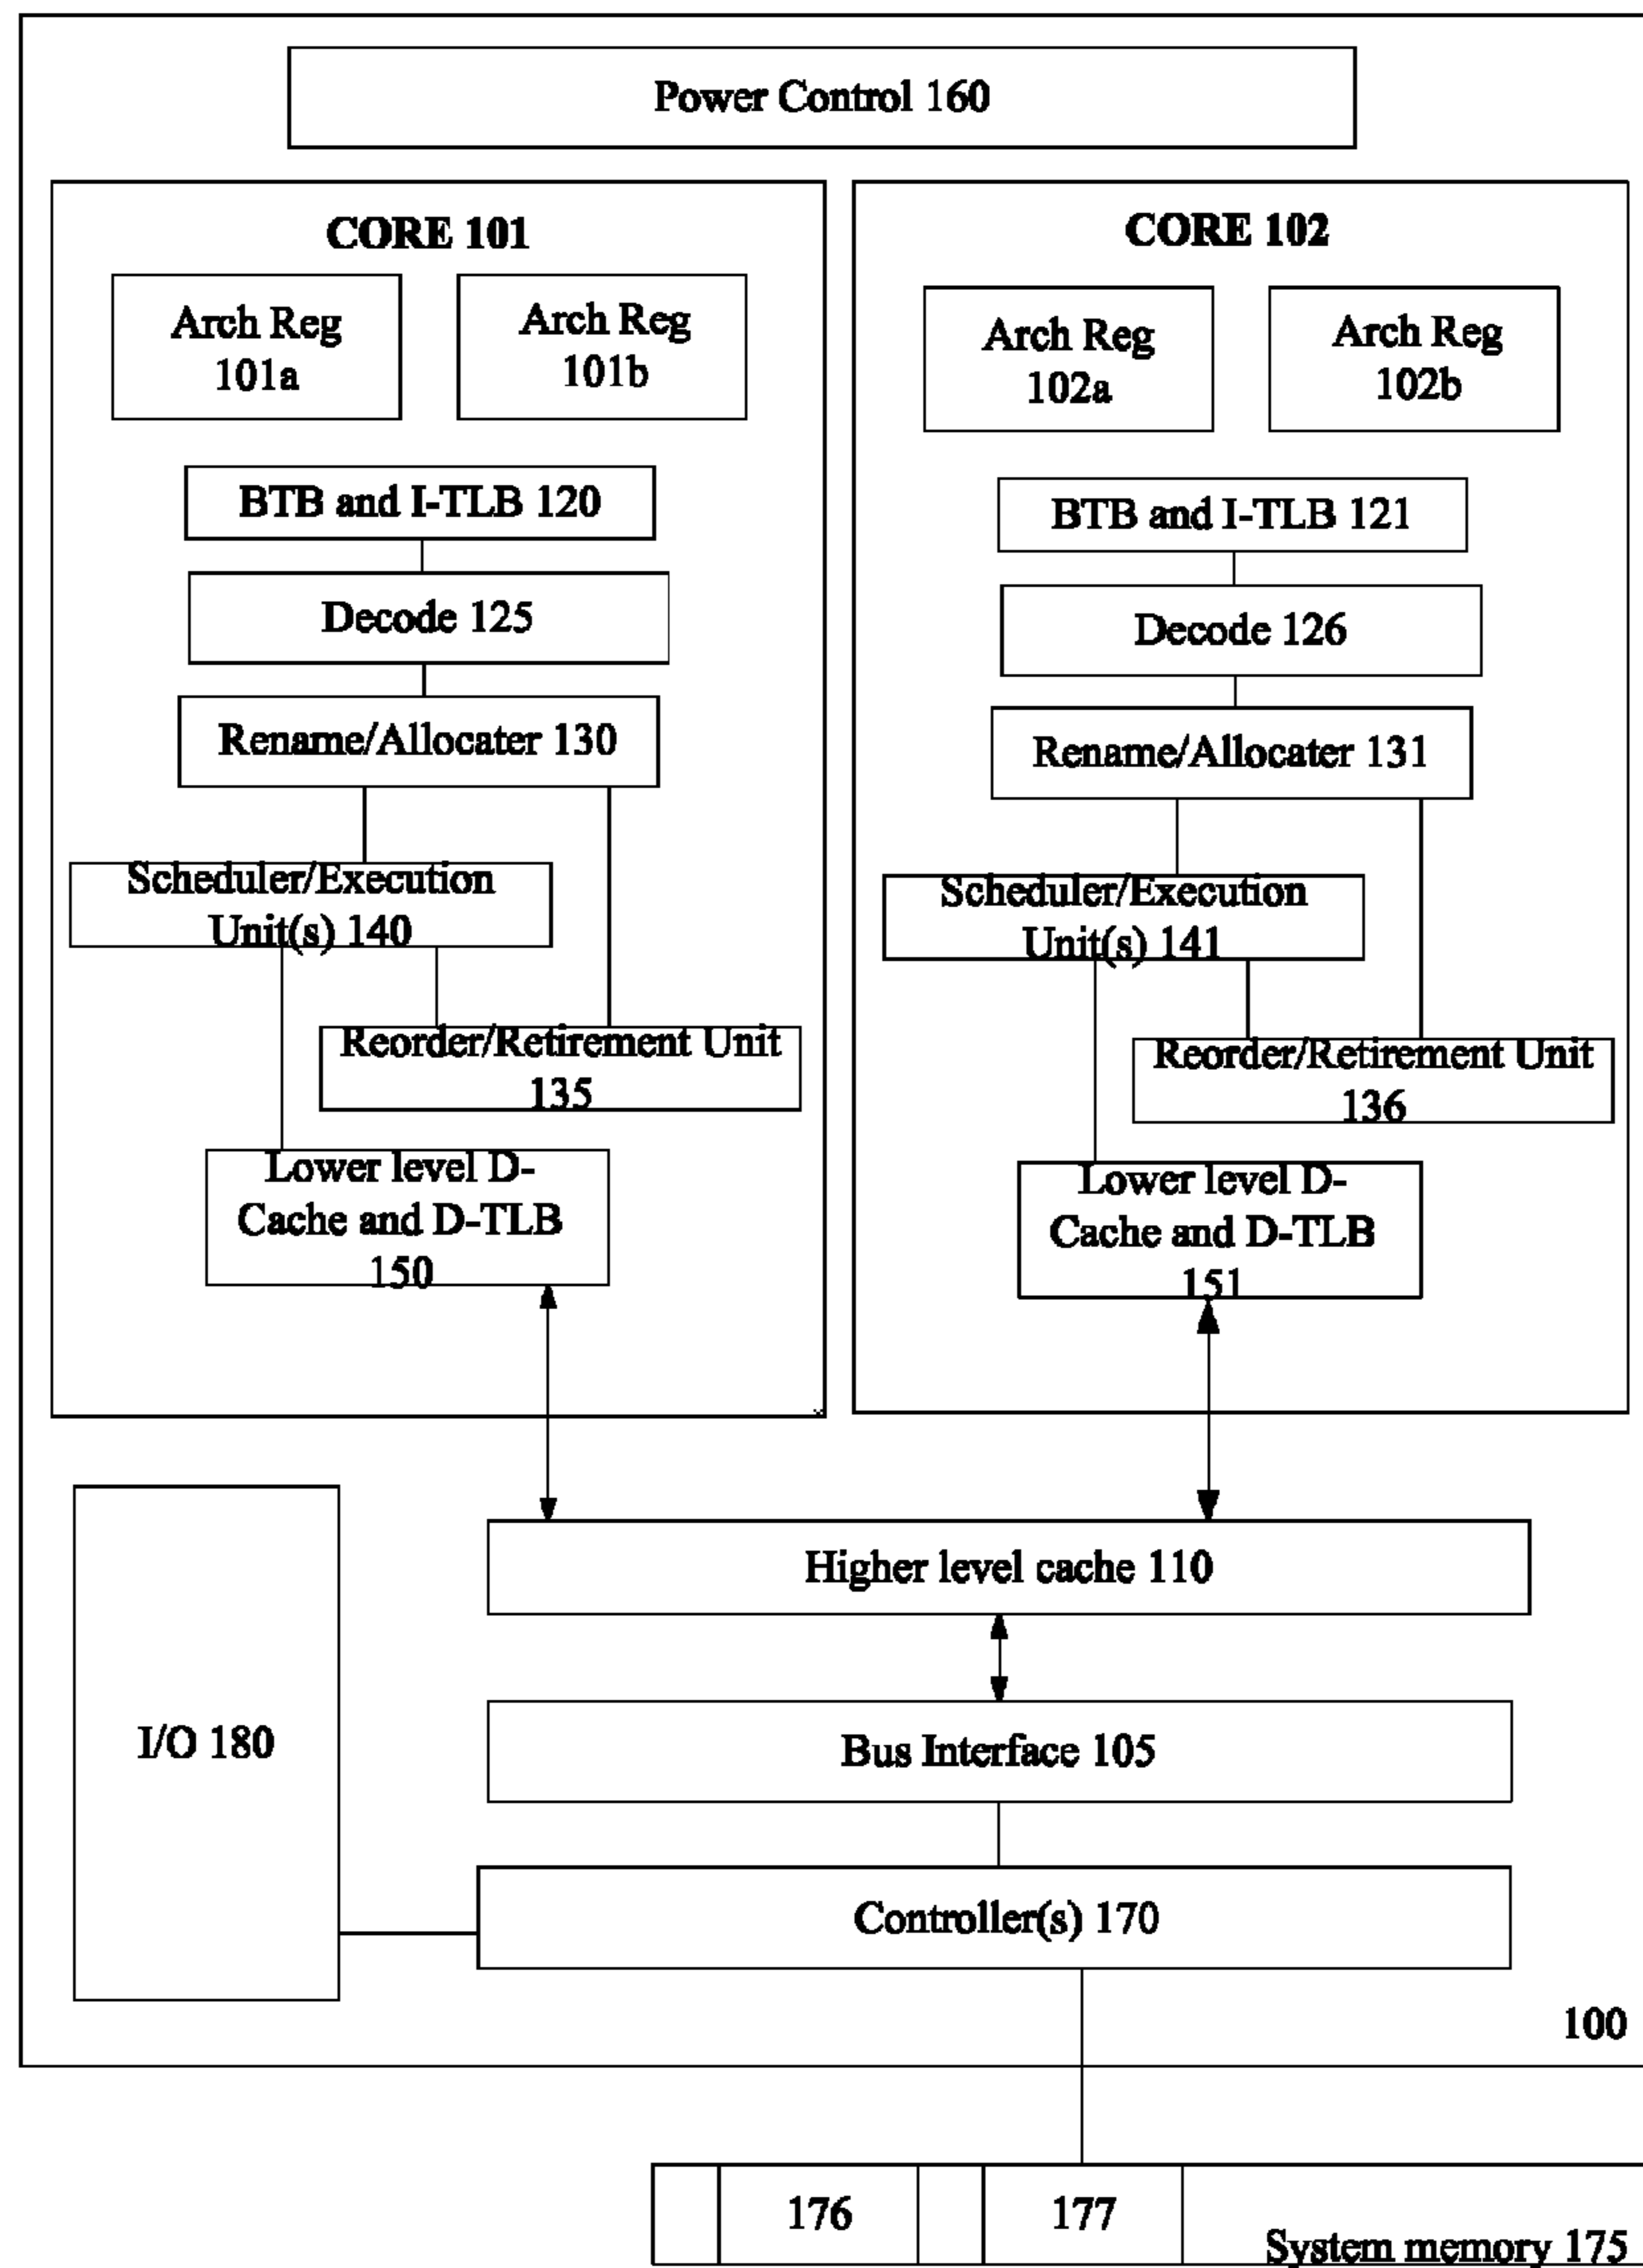 Power Control 160
CORE 101
Arch Reg
101a
Arch Reg
101b
BTB and I-TLB 120
Decode 125
Rename/Allocater 130
Scheduler/Execution
Unit(s) 140
Reorder/Retirement Unit
135
Lower level D-
Cache and D-TLB
150
CORE 102
Arch Reg
102a
Arch Reg
102b
BTB and I-TLB 121
Decode 126
Rename/Allocater 131
Scheduler/Execution
Unit(s) 141
Reorder/Retirement Unit
136
Lower level D-
Cache and D-TLB
151
Higher level cache 110
I/O 180
Bus Interface 105
Controller(s) 170
100
176
177
System memory 175